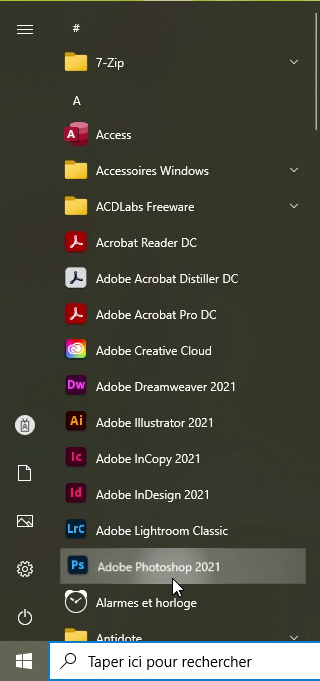 #
7-Zip
A
A Access
Accessoires Windows
ACDLabs Freeware
Acrobat Reader DC
Adobe Acrobat Distiller DC
Adobe Acrobat Pro DC
Adobe Creative Cloud
Dw Adobe Dreamweaver 2021
Ai Adobe Illustrator 2021
Ic Adobe InCopy 2021
Id Adobe InDesign 2021
LrC Adobe Lightroom Classic
Ps Adobe Photoshop 2021
Alarmes et horloge
Antidote
Taper ici pour rechercher